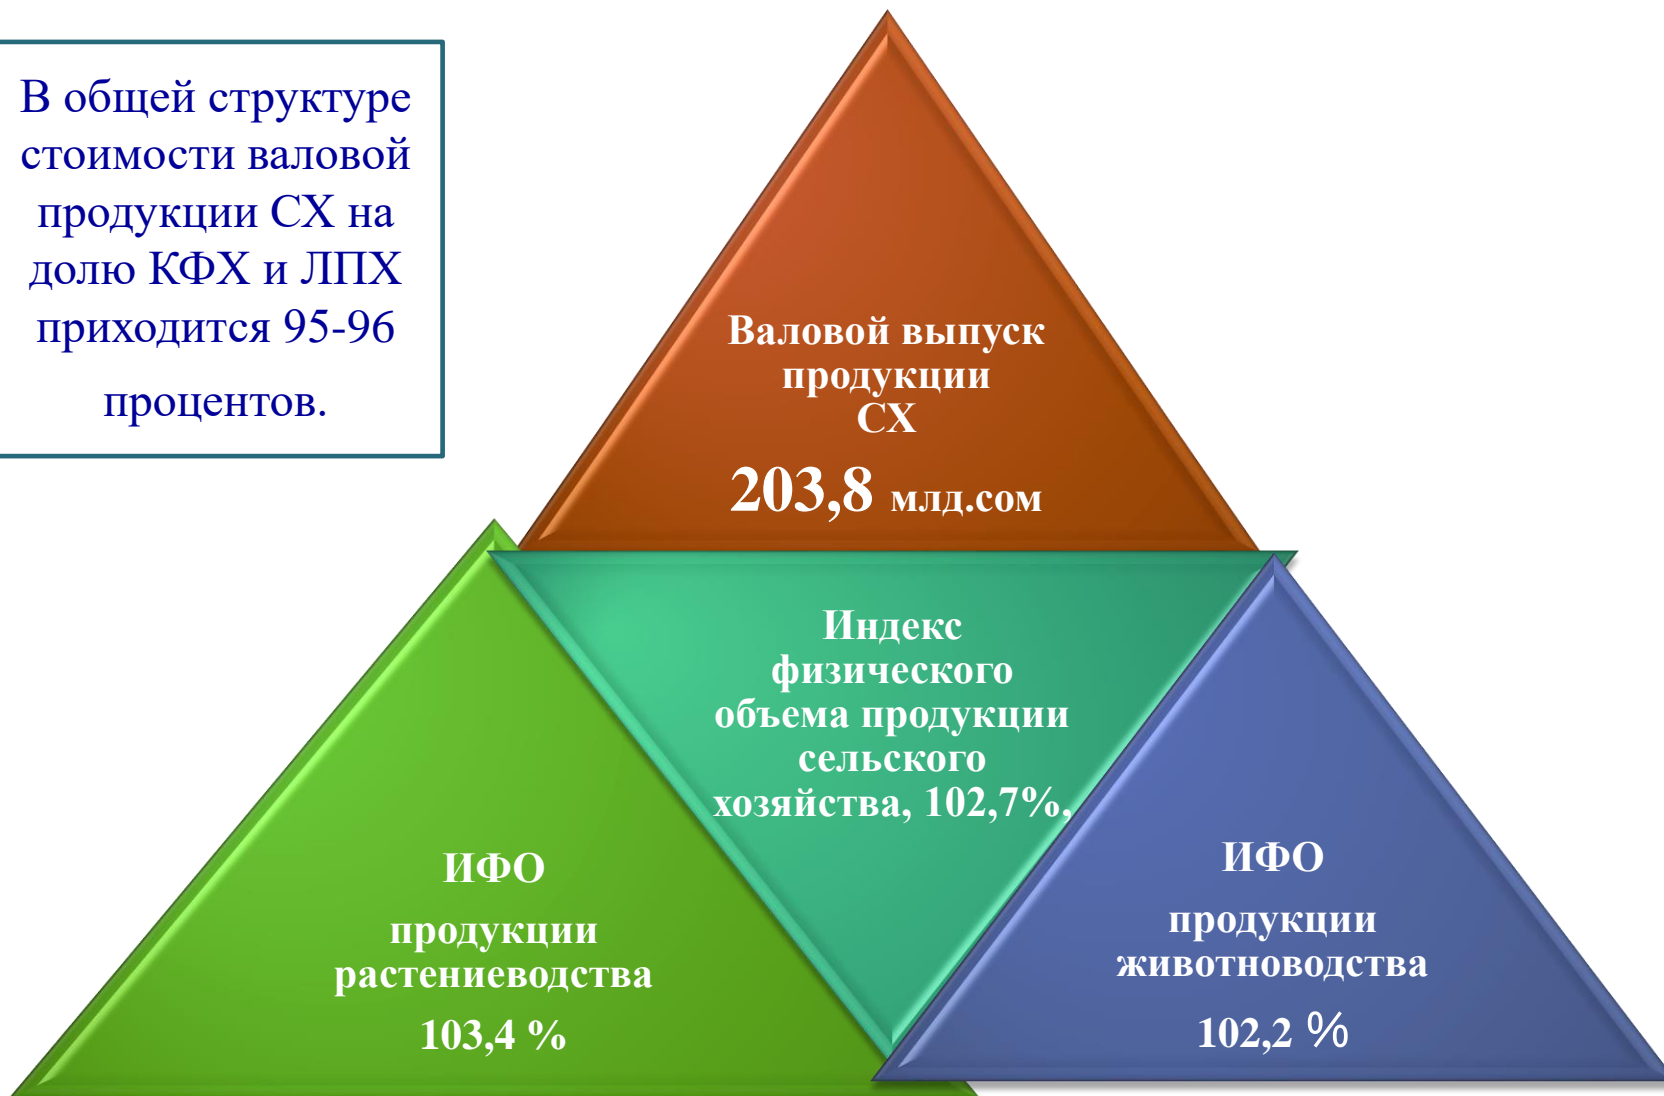 В общей структуре
стоимости валовой
продукции СХ на
долю КФХ и ЛПХ
приходится 95-96
процентов.
Валовой выпуск
продукции
СХ
203,8 млд.сом
Индекс
физического
объема продукции
сельского
хозяйства, 102,7%,
ИФО
продукции
растениеводства
103,4 %
ИФО
продукции
животноводства
102,2 %